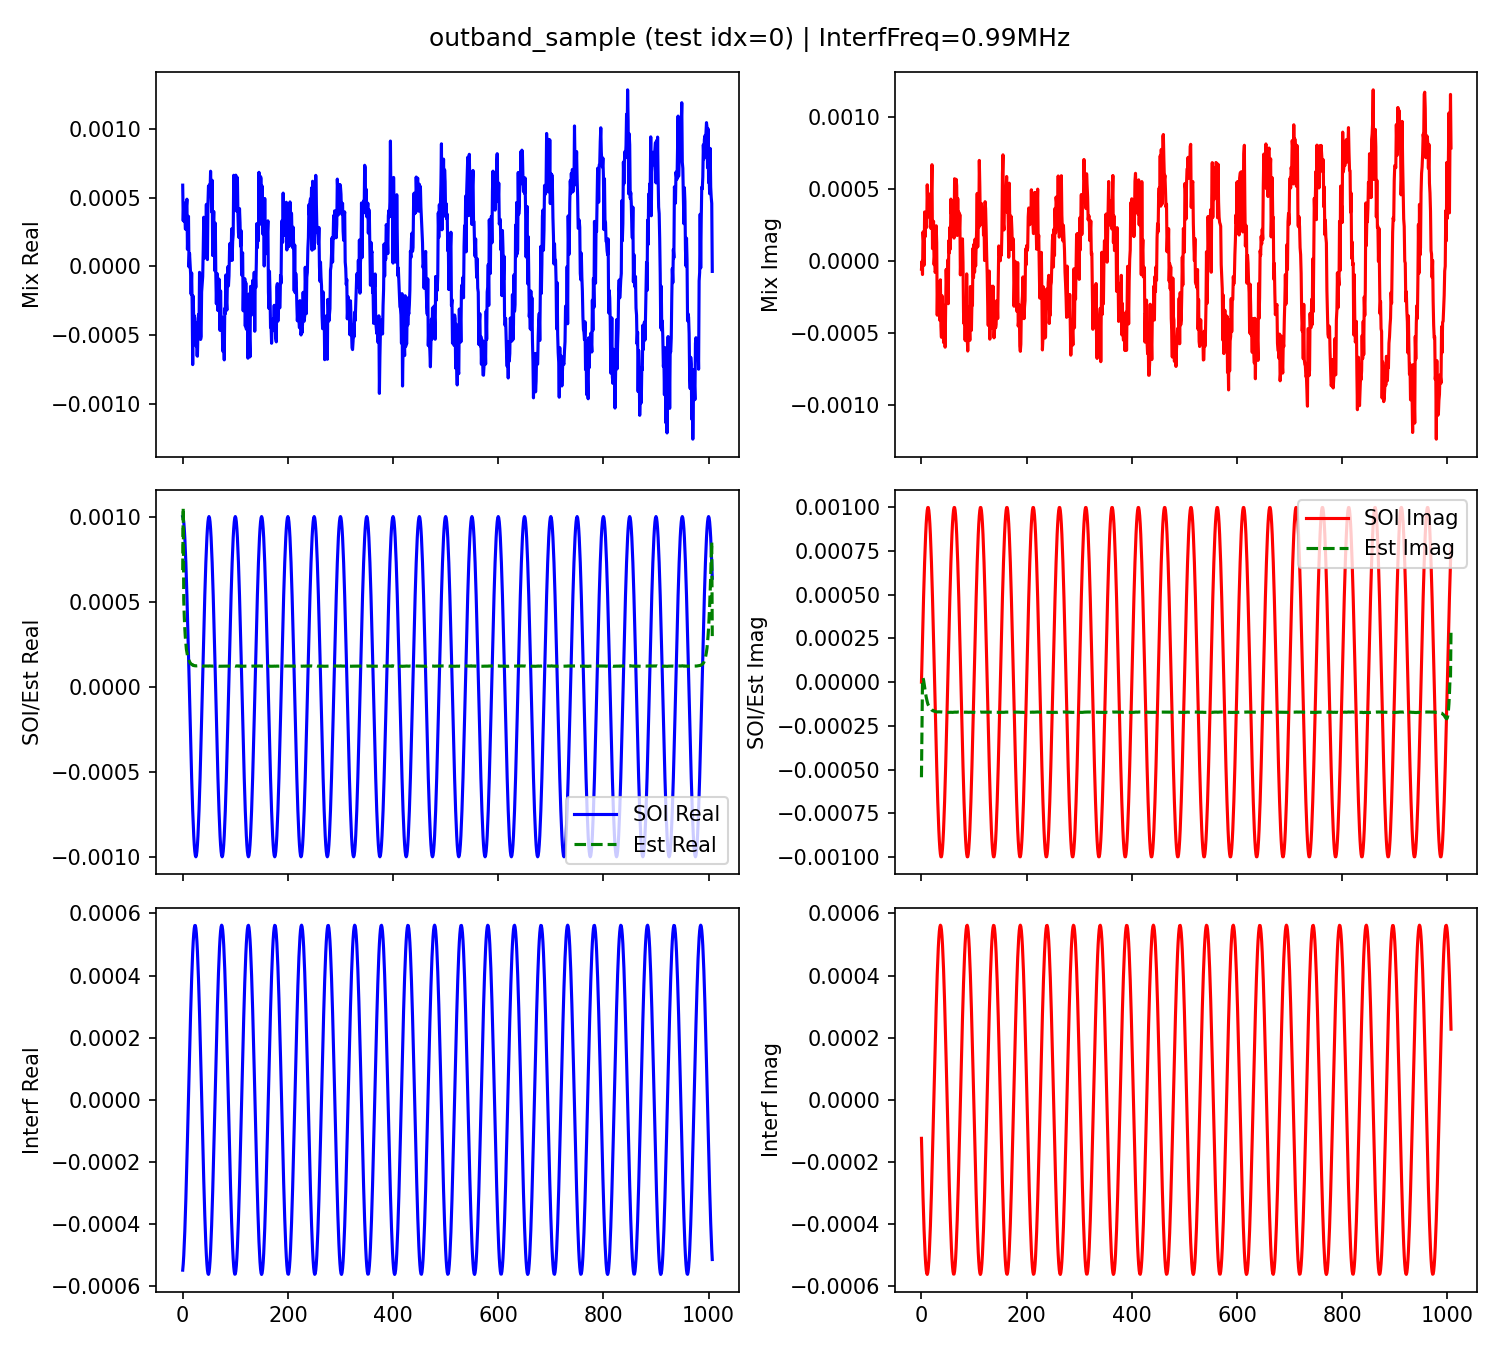 outband_sample (test idx=0) | InterfFreq=0.99MHz
Mix Real
0.0010
0.0005
0.0000
−0.0005
−0.0010
Mix Imag
0.0010
0.0005
0.0000
−0.0005
−0.0010
SOI/Est Real
0.0010
0.0005
0.0000
−0.0005
−0.0010
SOI Real
Est Real
SOI/Est Imag
0.00100
0.00075
0.00050
0.00025
0.00000
−0.00025
−0.00050
−0.00075
−0.00100
SOI Imag
Est Imag
Interf Real
0.0006
0.0004
0.0002
0.0000
−0.0002
−0.0004
−0.0006
0 200 400 600 800 1000
Interf Imag
0.0006
0.0004
0.0002
0.0000
−0.0002
−0.0004
−0.0006
0 200 400 600 800 1000